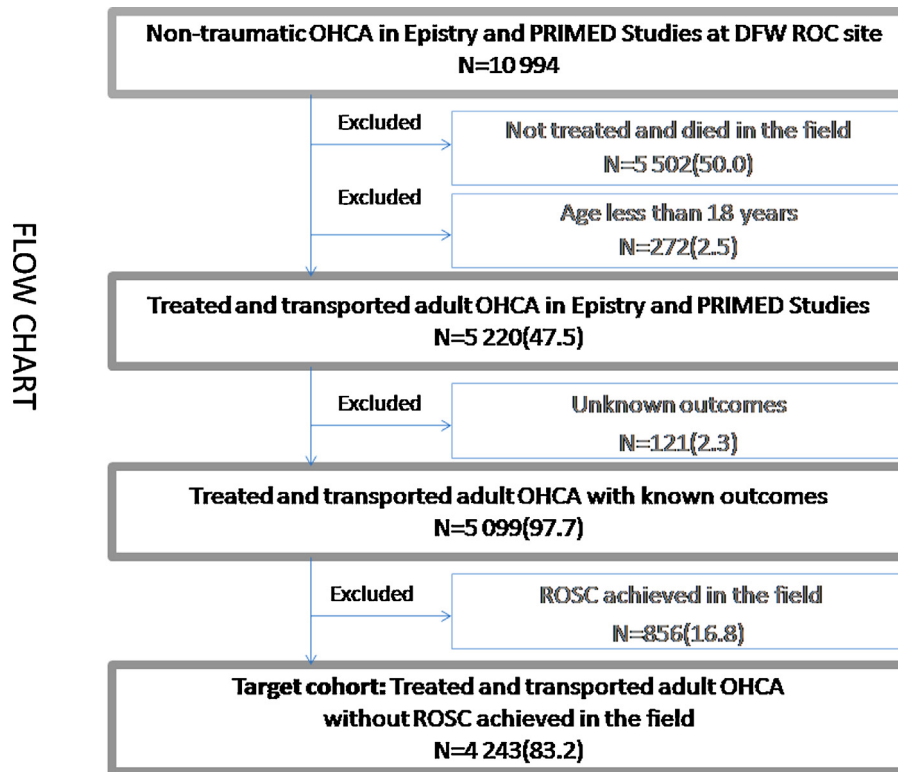 FLOW CHART
Non-traumatic OHCA in Epistry and PRIMED Studies at DFW ROC site
N=10 994
Excluded
Not treated and died in the field
N=5 502(50.0)
Excluded
Age less than 18 years
N=272(2.5)
Treated and transported adult OHCA in Epistry and PRIMED Studies
N=5 220(47.5)
Excluded
Unknown outcomes
N=121(2.3)
Treated and transported adult OHCA with known outcomes
N=5 099(97.7)
Excluded
ROSC achieved in the field
N=856(16.8)
Target cohort: Treated and transported adult OHCA
without ROSC achieved in the field
N=4 243(83.2)